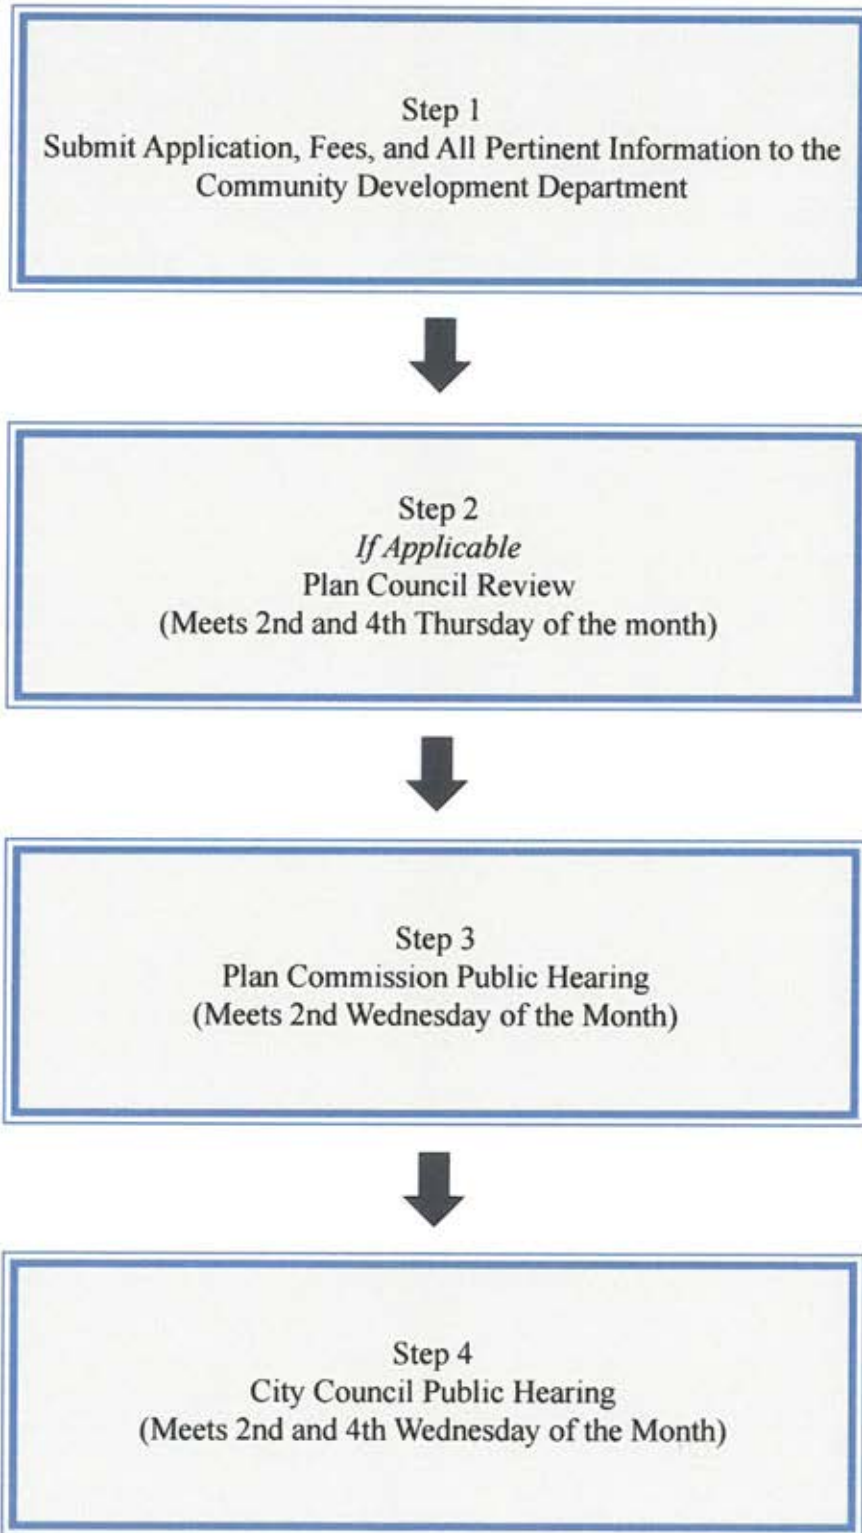 Step 1
Submit Application, Fees, and All Pertinent Information to the
Community Development Department
Step 2
If Applicable
Plan Council Review
(Meets 2nd and 4th Thursday of the month)
Step 3
Plan Commission Public Hearing
(Meets 2nd Wednesday of the Month)
Step 4
City Council Public Hearing
(Meets 2nd and 4th Wednesday of the Month)